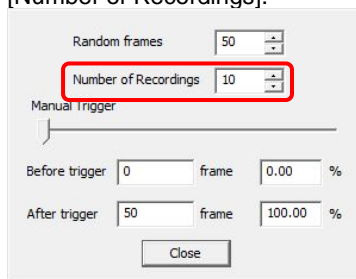 [Number of Recordings].
Random frames 50
Number of Recordings 10
Manual Trigger
Before trigger 0 frame 0.00 %
After trigger 50 frame 100.00 %
Close